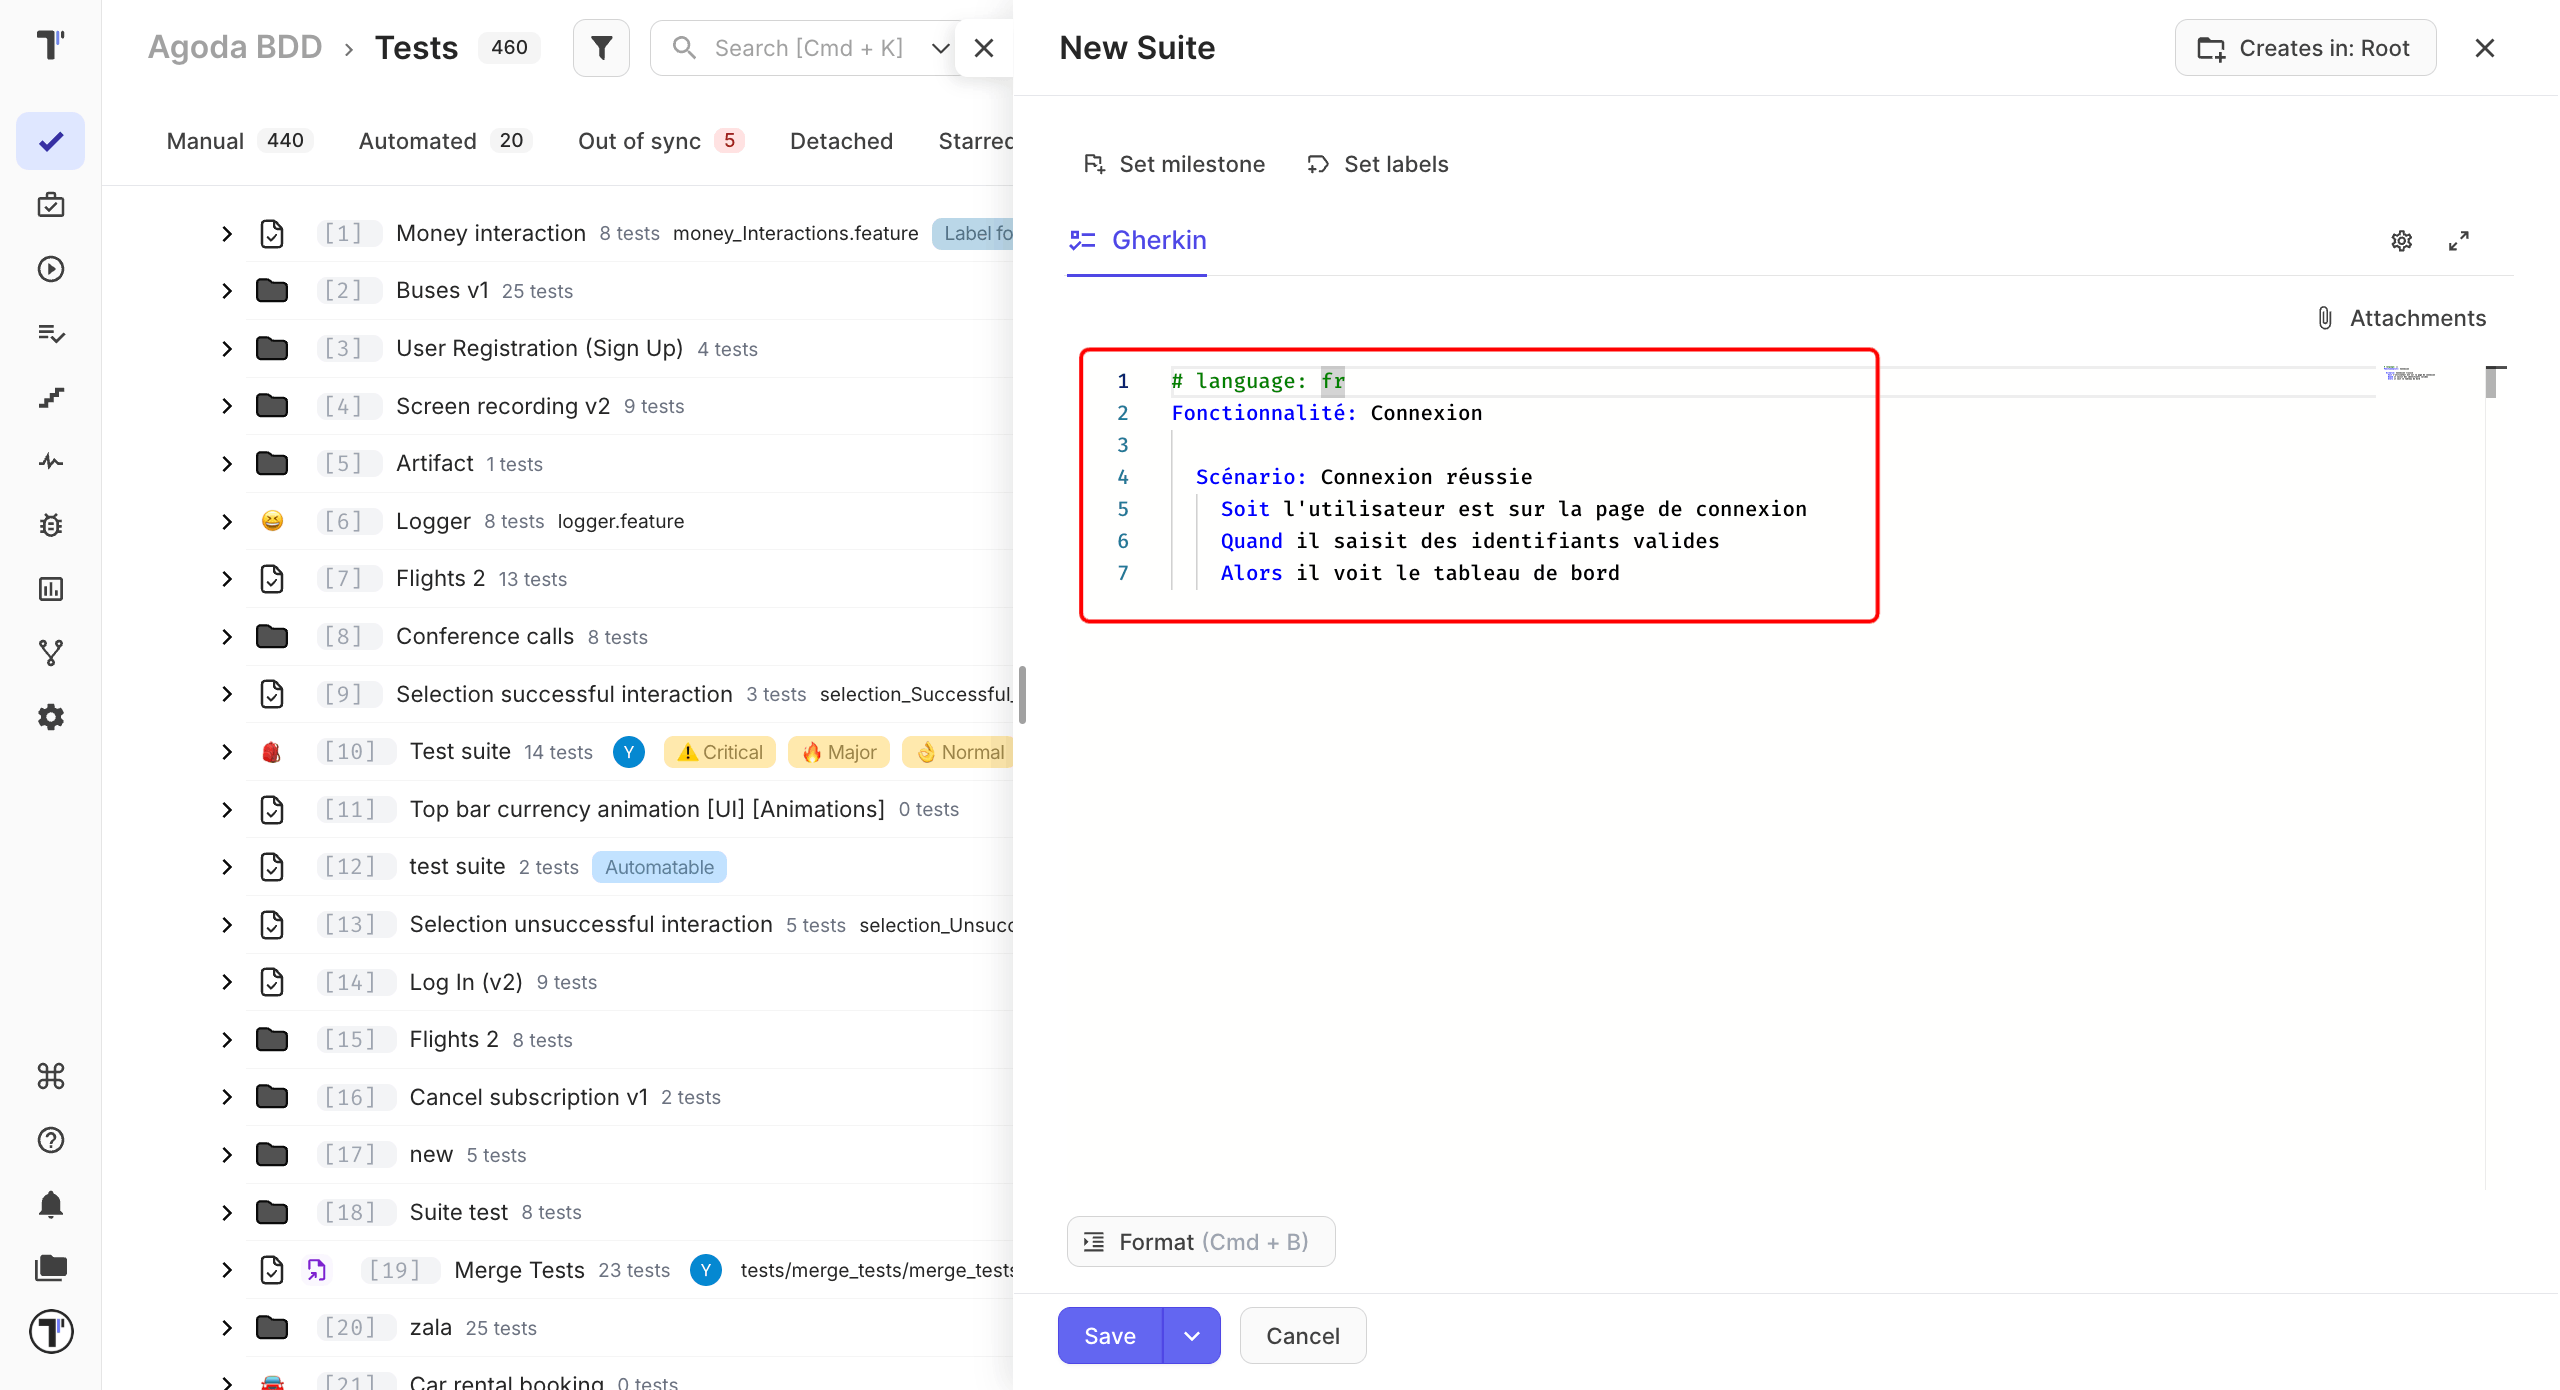 Agoda BDD › Tests 460
Search [Cmd + K]
Manual 440 Automated 20 Out of sync 5 Detached Starred
[1] Money interaction 8 tests money_Interactions.feature Label fo
[2] Buses v1 25 tests
[3] User Registration (Sign Up) 4 tests
[4] Screen recording v2 9 tests
[5] Artifact 1 tests
[6] Logger 8 tests logger.feature
[7] Flights 2 13 tests
[8] Conference calls 8 tests
[9] Selection successful interaction 3 tests selection_Successful_
[10] Test suite 14 tests Y Critical Major Normal
[11] Top bar currency animation [UI] [Animations] 0 tests
[12] test suite 2 tests Automatable
[13] Selection unsuccessful interaction 5 tests selection_Unsucc
[14] Log In (v2) 9 tests
[15] Flights 2 8 tests
[16] Cancel subscription v1 2 tests
[17] new 5 tests
[18] Suite test 8 tests
[19] Merge Tests 23 tests Y tests/merge_tests/merge_tests
[20] zala 25 tests
[21] Car rental booking 0 tests
New Suite
Creates in: Root
Set milestone Set labels
Gherkin
Attachments
1 # language: fr
2 Fonctionnalité: Connexion
3
4 Scénario: Connexion réussie
5 Soit l'utilisateur est sur la page de connexion
6 Quand il saisit des identifiants valides
7 Alors il voit le tableau de bord
Format (Cmd + B)
Save Cancel